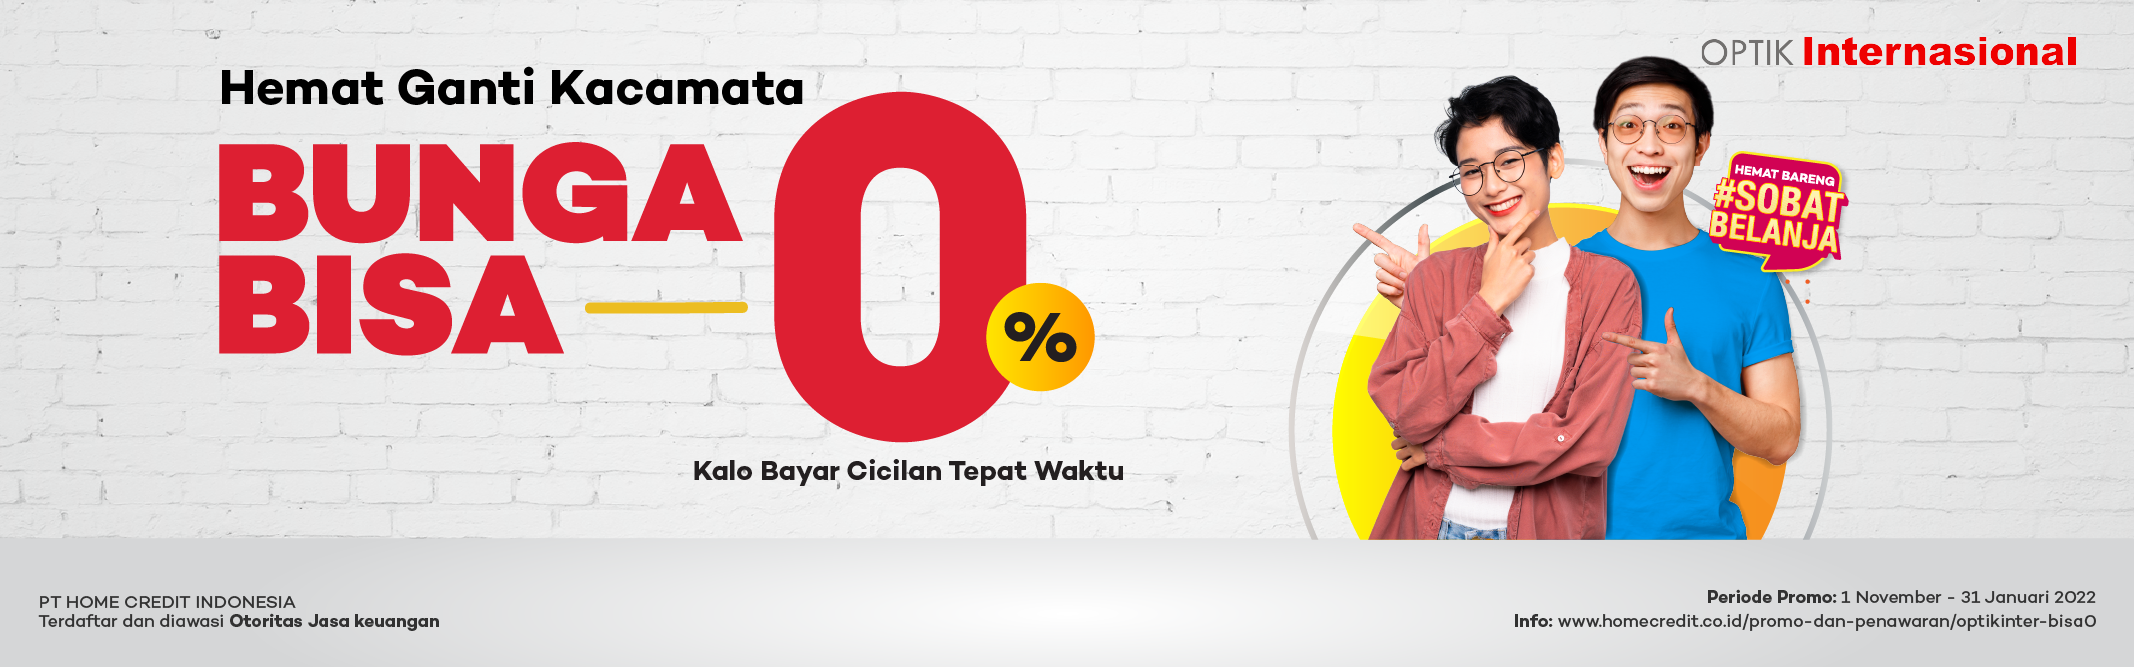 OPTIK Internasional
Hemat Ganti Kacamata
BUNGA
BISA
0%
Kalo Bayar Cicilan Tepat Waktu
HEMAT BARENG
#SOBAT
BELANJA
PT HOME CREDIT INDONESIA
Terdaftar dan diawasi Otoritas Jasa keuangan
Periode Promo: 1 November - 31 Januari 2022
Info: www.homecredit.co.id/promo-dan-penawaran/optikinter-bisa0